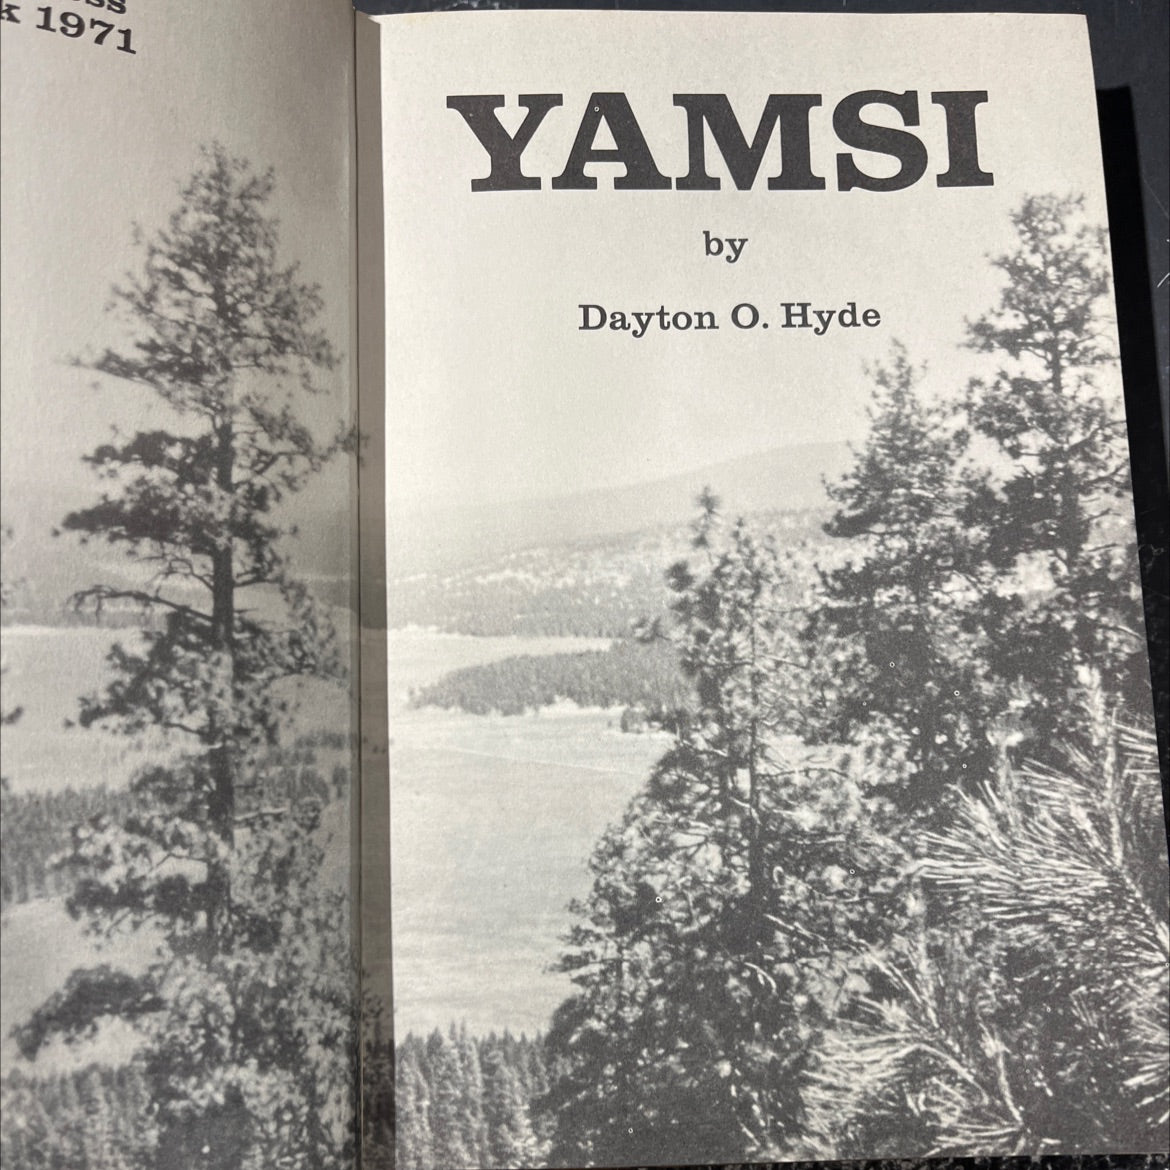 k 1971
YAMSI
by
Dayton O. Hyde